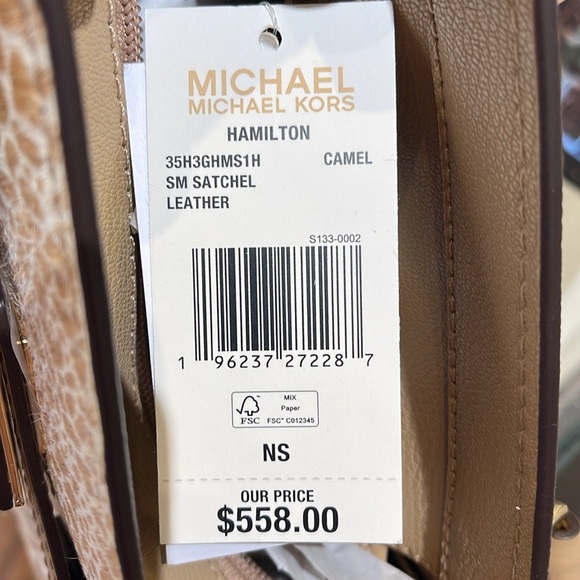 MICHAEL
MICHAEL KORS
HAMILTON
35H3GHMS1H CAMEL
SM SATCHEL
LEATHER
S133-0002
1 96237 27228 7
FSC
MIX
Paper
FSC™ C012345
NS
OUR PRICE
$558.00